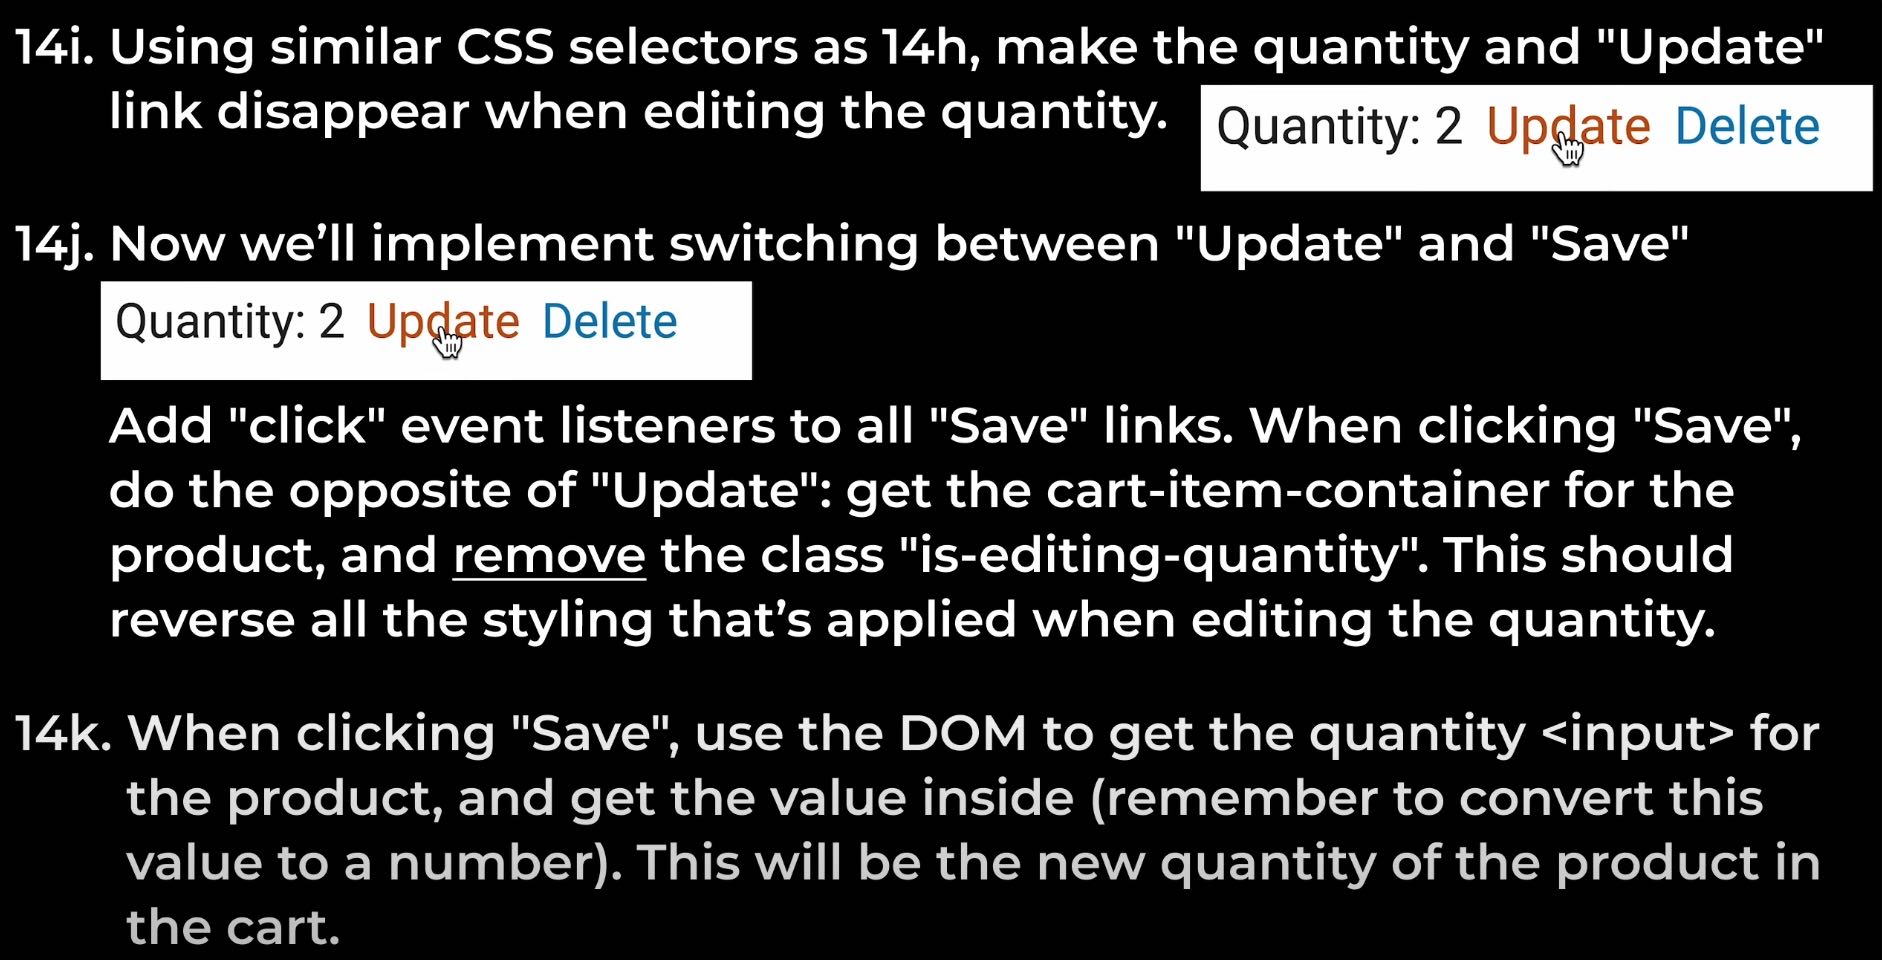 14i. Using similar CSS selectors as 14h, make the quantity and "Update"
link disappear when editing the quantity.
Quantity: 2 Update Delete
14j. Now we’ll implement switching between "Update" and "Save"
Quantity: 2 Update Delete
Add "click" event listeners to all "Save" links. When clicking "Save",
do the opposite of "Update": get the cart-item-container for the
product, and remove the class "is-editing-quantity". This should
reverse all the styling that’s applied when editing the quantity.
14k. When clicking "Save", use the DOM to get the quantity <input> for
the product, and get the value inside (remember to convert this
value to a number). This will be the new quantity of the product in
the cart.